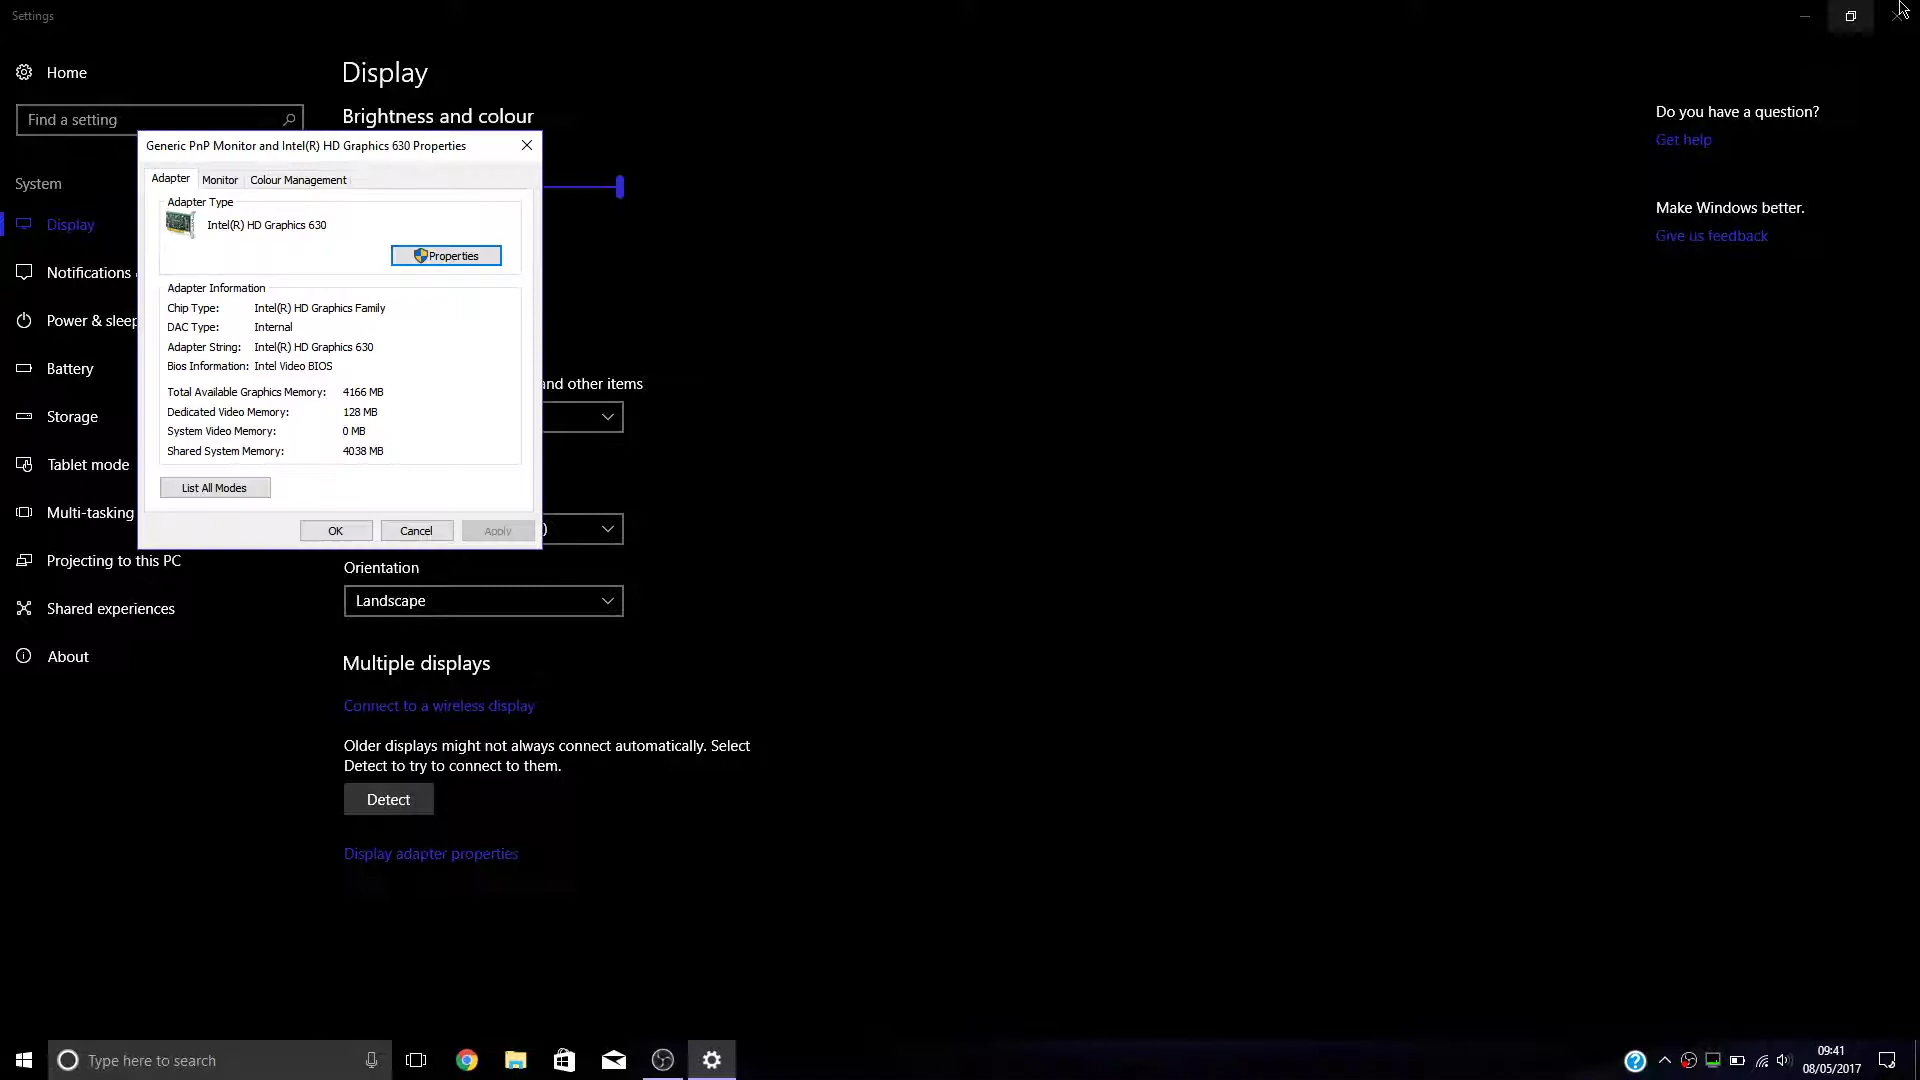 Settings
Home
Find a setting
System
Display
Notifications
Power & sleep
Battery
Storage
Tablet mode
Multi-tasking
Projecting to this PC
Shared experiences
About
Display
Brightness and colour
Generic PnP Monitor and Intel(R) HD Graphics 630 Properties
Adapter Monitor Colour Management
Adapter Type
Intel(R) HD Graphics 630
Properties
Adapter Information
Chip Type: Intel(R) HD Graphics Family
DAC Type: Internal
Adapter String: Intel(R) HD Graphics 630
Bios Information: Intel Video BIOS
Total Available Graphics Memory: 4166 MB
Dedicated Video Memory: 128 MB
System Video Memory: 0 MB
Shared System Memory: 4038 MB
List All Modes
OK Cancel Apply
and other items
)
Orientation
Landscape
Multiple displays
Connect to a wireless display
Older displays might not always connect automatically. Select
Detect to try to connect to them.
Detect
Display adapter properties
Do you have a question?
Get help
Make Windows better.
Give us feedback
Type here to search
09:41
08/05/2017